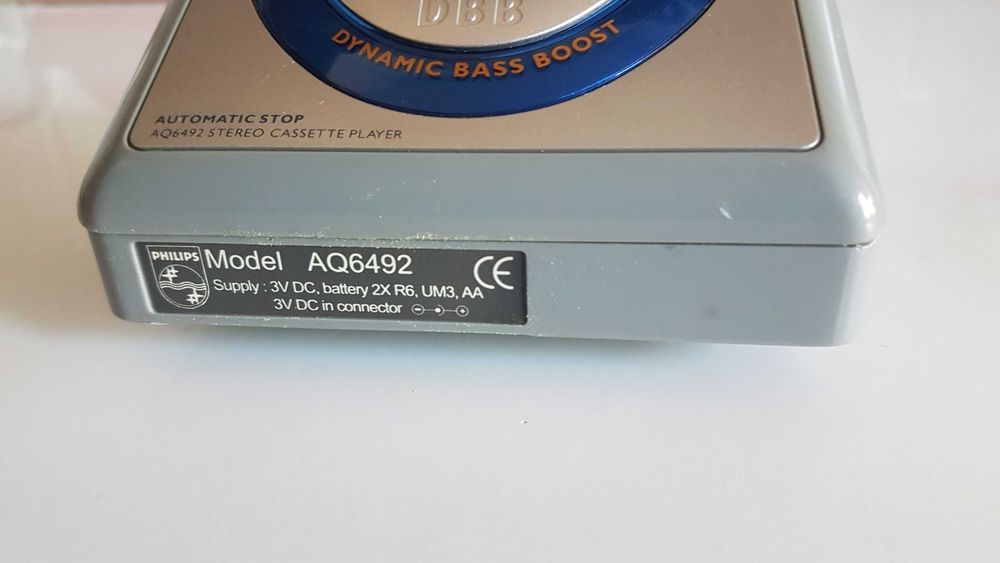 DBB
DYNAMIC BASS BOOST
AUTOMATIC STOP
AQ6492 STEREO CASSETTE PLAYER
PHILIPS
Model AQ6492
CE
Supply : 3V DC, battery 2X R6, UM3, AA
3V DC in connector